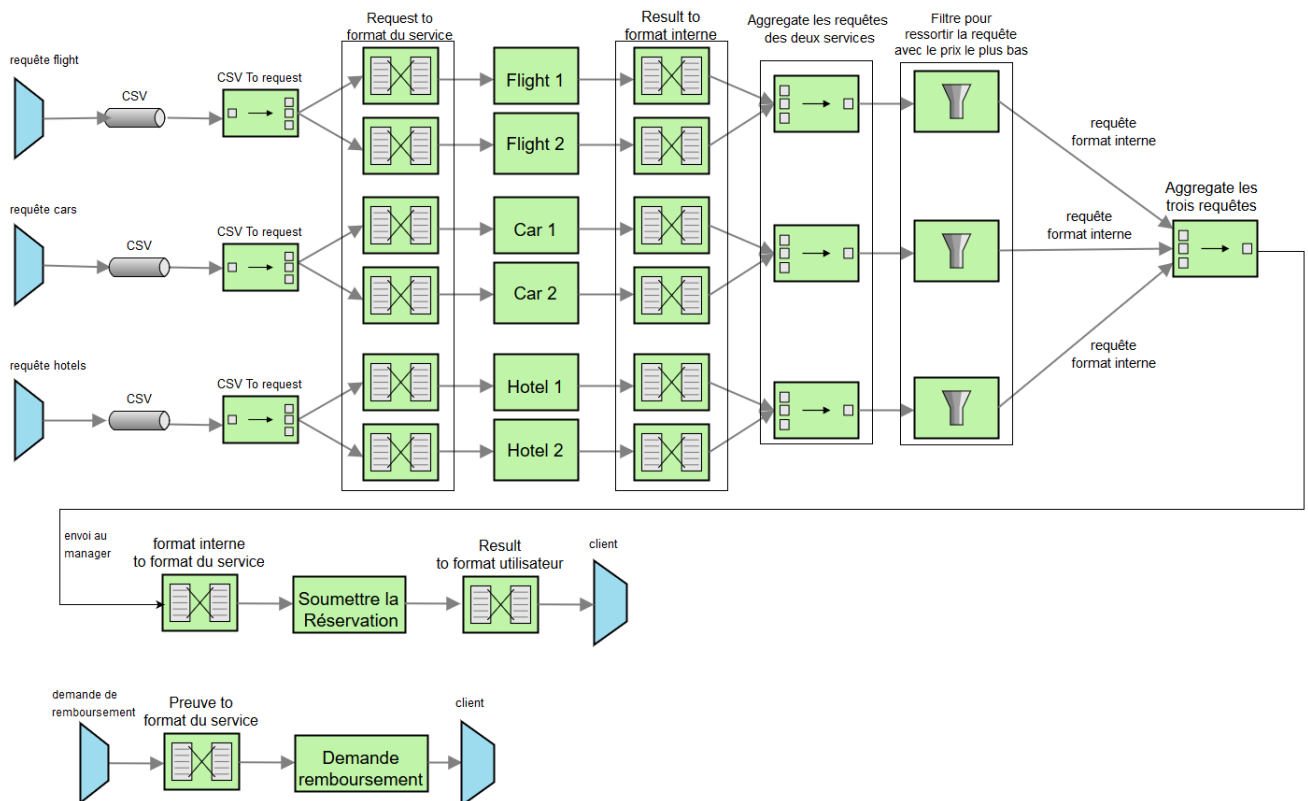 Request to
format du service
Result to
format interne
Aggregate les requêtes
des deux services
Filtre pour
ressortir la requête
avec le prix le plus bas
requête flight
CSV
CSV To request
Flight 1
Flight 2
requête
format interne
requête cars
CSV
CSV To request
Car 1
Car 2
requête
format interne
Aggregate les
trois requêtes
requête hotels
CSV
CSV To request
Hotel 1
Hotel 2
requête
format interne
envoi au
manager
format interne
to format du service
Soumettre la
Réservation
Result
to format utilisateur
client
demande de
remboursement
Preuve to
format du service
Demande
remboursement
client